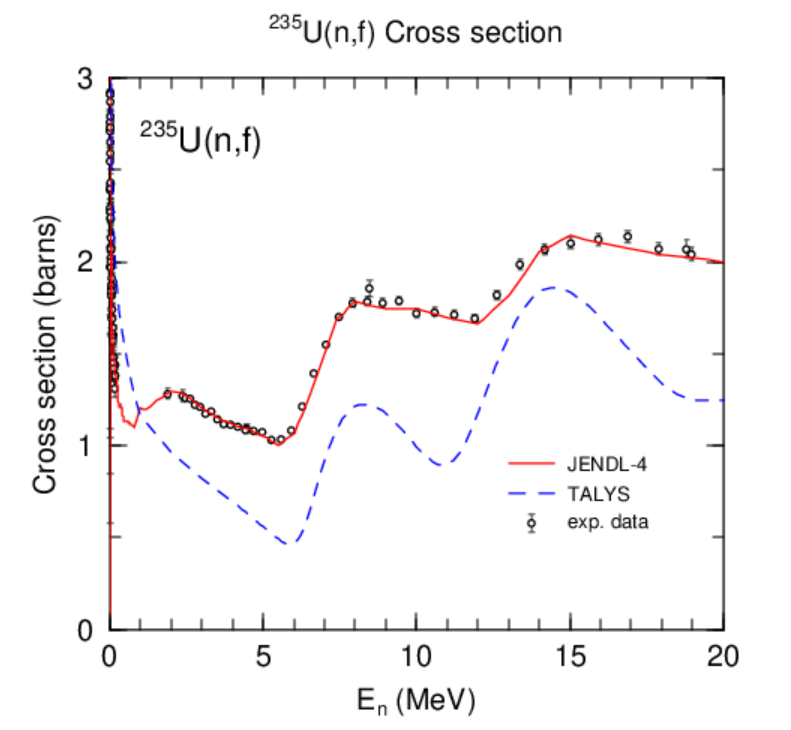 ²³⁵U(n,f) Cross section
²³⁵U(n,f)
Cross section (barns)
3
2
1
0
JENDL-4
TALYS
exp. data
0 5 10 15 20
Eₙ (MeV)